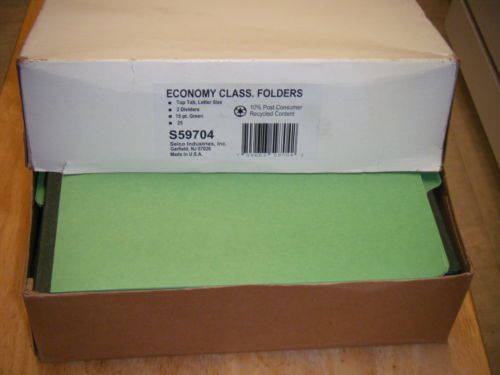 ECONOMY CLASS. FOLDERS
Top Tab, Letter Size
2 Dividers
15 pt. Green
25
10% Post-Consumer
Recycled Content
S59704
Selco Industries, Inc.
Garfield, NJ 07026
Made in U.S.A.